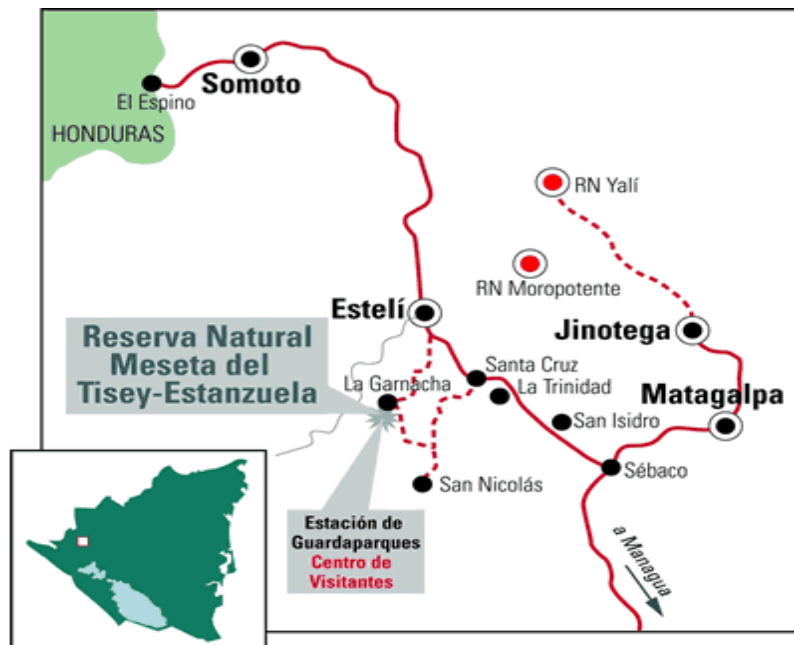 Somoto
El Espino
HONDURAS
RN Yalí
RN Moropotente
Estelí
Reserva Natural
Meseta del
Tisey-Estanzuela
Jinotega
Santa Cruz
La Garnacha
La Trinidad
Matagalpa
San Isidro
Sébaco
San Nicolás
Estación de
Guardaparques
Centro de
Visitantes
a Managua